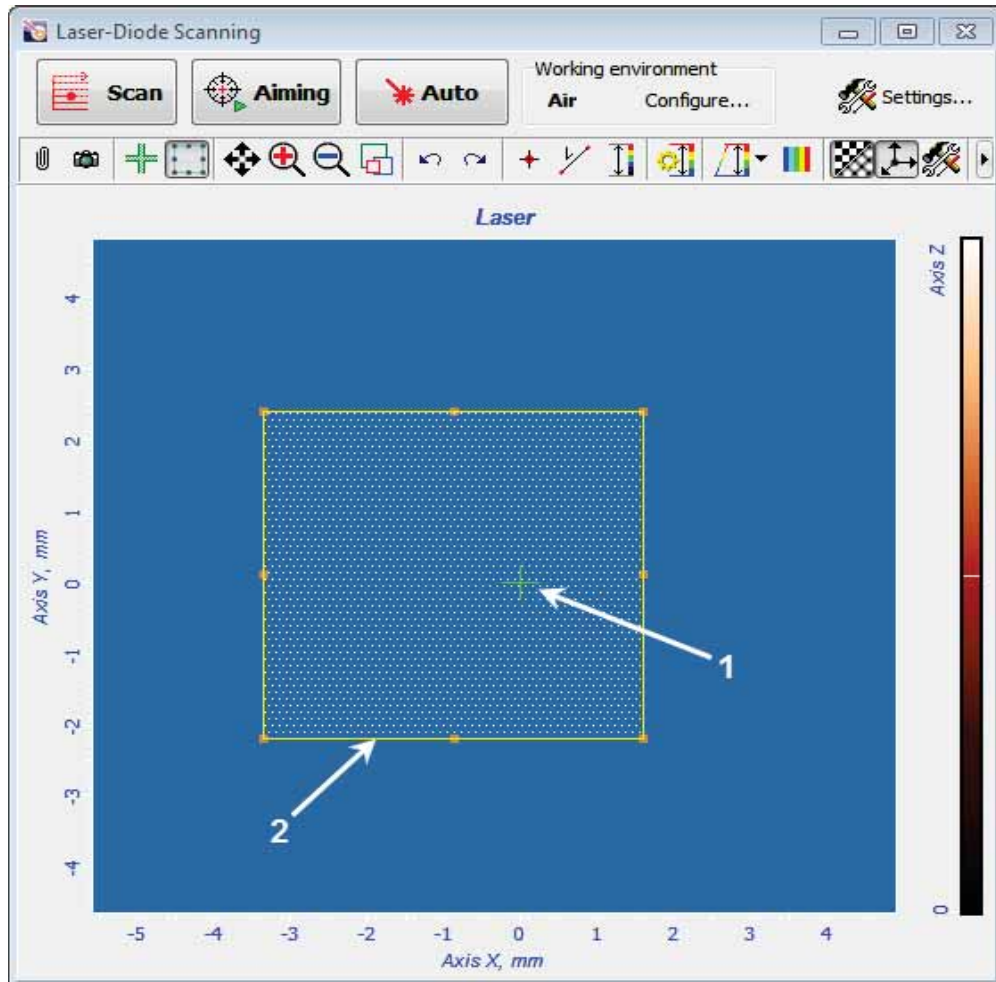 Laser-Diode Scanning
Scan
Aiming
Auto
Working environment
Air
Configure...
Settings...
Laser
Axis Z
0
Axis Y, mm
4
3
2
1
0
-1
-2
-3
-4
1
2
-5
-4
-3
-2
-1
0
1
2
3
4
Axis X, mm